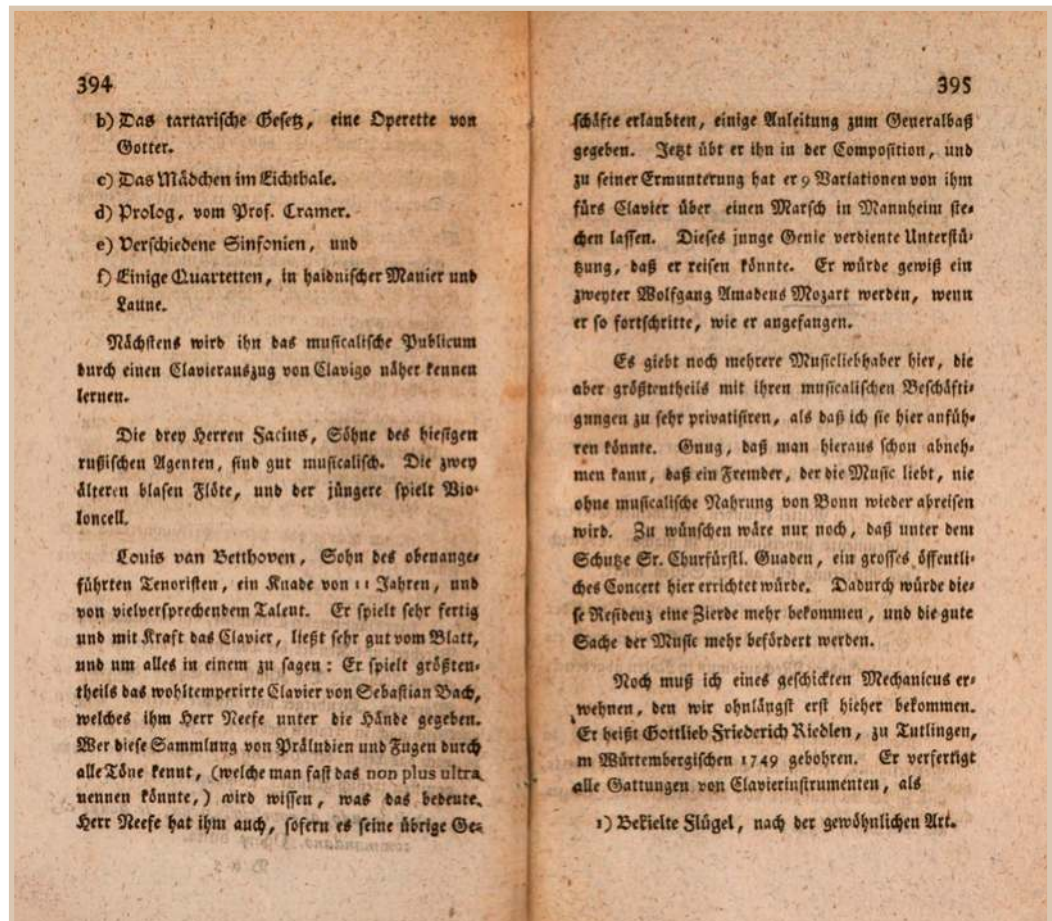 394
b) Das tartarische Gesetz, eine Operette von
Gotter.
c) Das Mädchen im Eichthale.
d) Prolog, vom Prof. Cramer.
e) Verschiedene Sinfonien, und
f) Einige Quartetten, in haidnischer Manier und
Laune.
Nächstens wird ihn das musicalische Publicum
durch einen Clavierauszug von Clavigo näher kennen
lernen.
Die drey Herren Facius, Söhne des hiesigen
rußischen Agenten, sind gut musicalisch. Die zwey
älteren blasen Flöte, und der jüngere spielt Vio-
loncell.
Louis van Betthoven, Sohn des obenange-
führten Tenoristen, ein Knade von 11 Jahren, und
von vielversprechendem Talent. Er spielt sehr fertig
und mit Kraft das Clavier, ließt sehr gut vom Blatt,
und um alles in einem zu sagen: Er spielt größten-
theils das wohltemperirte Clavier von Sebastian Bach,
welches ihm Herr Neefe unter die Hände gegeben.
Wer diese Sammlung von Präludien und Fugen durch
alle Töne kennt, (welche man fast das non plus ultra
nennen könnte,) wird wissen, was das bedeute.
Herr Neefe hat ihm auch, sofern es seine übrige Ge-
395
schäfte erlaubten, einige Anleitung zum Generalbaß
gegeben. Jetzt übt er ihn in der Composition, und
zu seiner Ermunterung hat er 9 Variationen von ihm
fürs Clavier über einen Marsch in Mannheim ste-
chen lassen. Dieses junge Genie verdiente Unterstü-
tzung, daß er reisen könnte. Er würde gewiß ein
zweyter Wolfgang Amadeus Mozart werden, wenn
er so fortschritte, wie er angefangen.
Es giebt noch mehrere Musicliebhaber hier, die
aber größtentheils mit ihren musicalischen Beschäfti-
gungen zu sehr privatisiren, als daß ich sie hier anfüh-
ren könnte. Gnug, daß man hieraus schon abneh-
men kann, daß ein Fremder, der die Music liebt, nie
ohne musicalische Nahrung von Bonn wieder abreisen
wird. Zu wünschen wäre nur noch, daß unter dem
Schutze Sr. Churfürstl. Gnaden, ein grosses öffentli-
ches Concert hier errichtet würde. Dadurch würde die-
se Residenz eine Zierde mehr bekommen, und die gute
Sache der Music mehr befördert werden.
Noch muß ich eines geschickten Mechanicus er-
wehnen, den wir ohnlängst erst hieher bekommen.
Er heißt Gottlieb Friederich Riedlen, zu Tutlingen,
m Würtembergischen 1749 gebohren. Er verfertigt
alle Gattungen von Clavierinstrumenten, als
1) Bekielte Flügel, nach der gewöhnlichen Art.